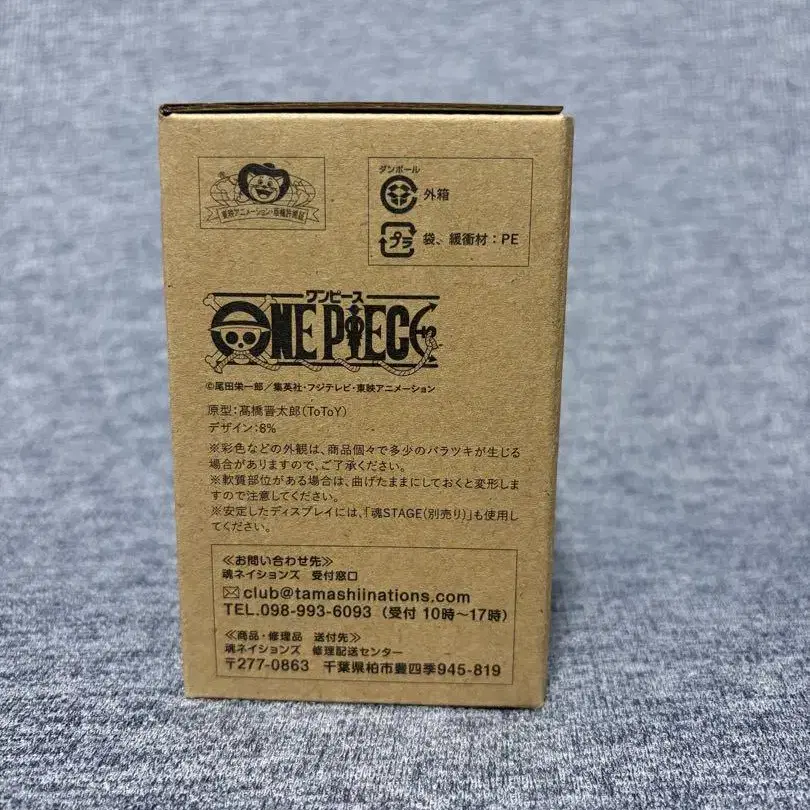 ®
東映アニメーション・版権許諾証
ダンボール
外箱
プラ
袋、緩衝材：PE
ワンピース
ONE PIECE
©尾田栄一郎／集英社・フジテレビ・東映アニメーション
原型：髙橋晋太郎（ToToY）
デザイン：8%
※彩色などの外観は、商品個々で多少のバラツキが生じる
場合がありますので、ご了承ください。
※軟質部位がある場合は、曲げたままにしておくと変形しま
すので注意してください。
※安定したディスプレイには、「魂STAGE（別売り）」も使用し
てください。
≪お問い合わせ先≫
魂ネイションズ 受付窓口
club@tamashiinations.com
TEL.098-993-6093（受付 10時〜17時）
≪商品・修理品 送付先≫
魂ネイションズ 修理配送センター
〒277-0863 千葉県柏市豊四季945-819